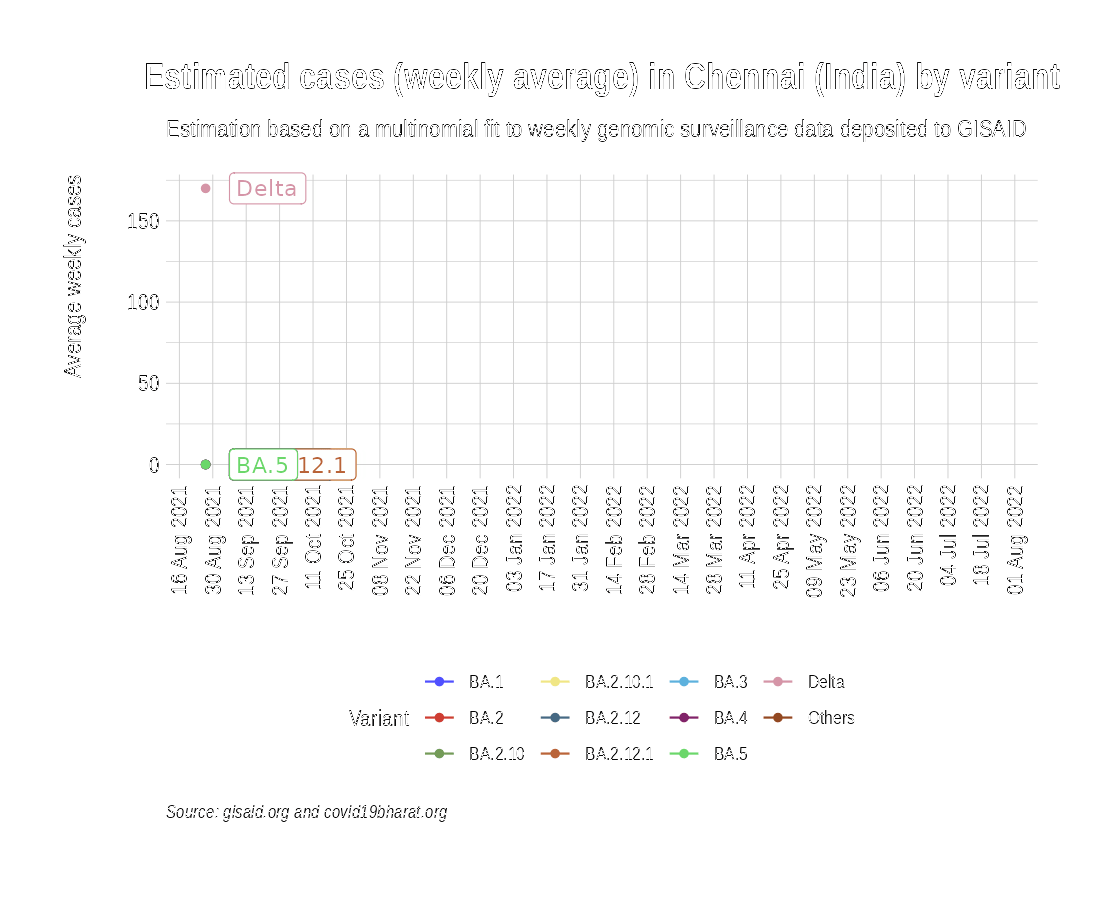 Estimated cases (weekly average) in Chennai (India) by variant
Estimation based on a multinomial fit to weekly genomic surveillance data deposited to GISAID
Average weekly cases
150
100
50
0
Delta
BA.5
12.1
16 Aug 2021
30 Aug 2021
13 Sep 2021
27 Sep 2021
11 Oct 2021
25 Oct 2021
08 Nov 2021
22 Nov 2021
06 Dec 2021
20 Dec 2021
03 Jan 2022
17 Jan 2022
31 Jan 2022
14 Feb 2022
28 Feb 2022
14 Mar 2022
28 Mar 2022
11 Apr 2022
25 Apr 2022
09 May 2022
23 May 2022
06 Jun 2022
20 Jun 2022
04 Jul 2022
18 Jul 2022
01 Aug 2022
Variant
BA.1
BA.2
BA.2.10
BA.2.10.1
BA.2.12
BA.2.12.1
BA.3
BA.4
BA.5
Delta
Others
Source: gisaid.org and covid19bharat.org